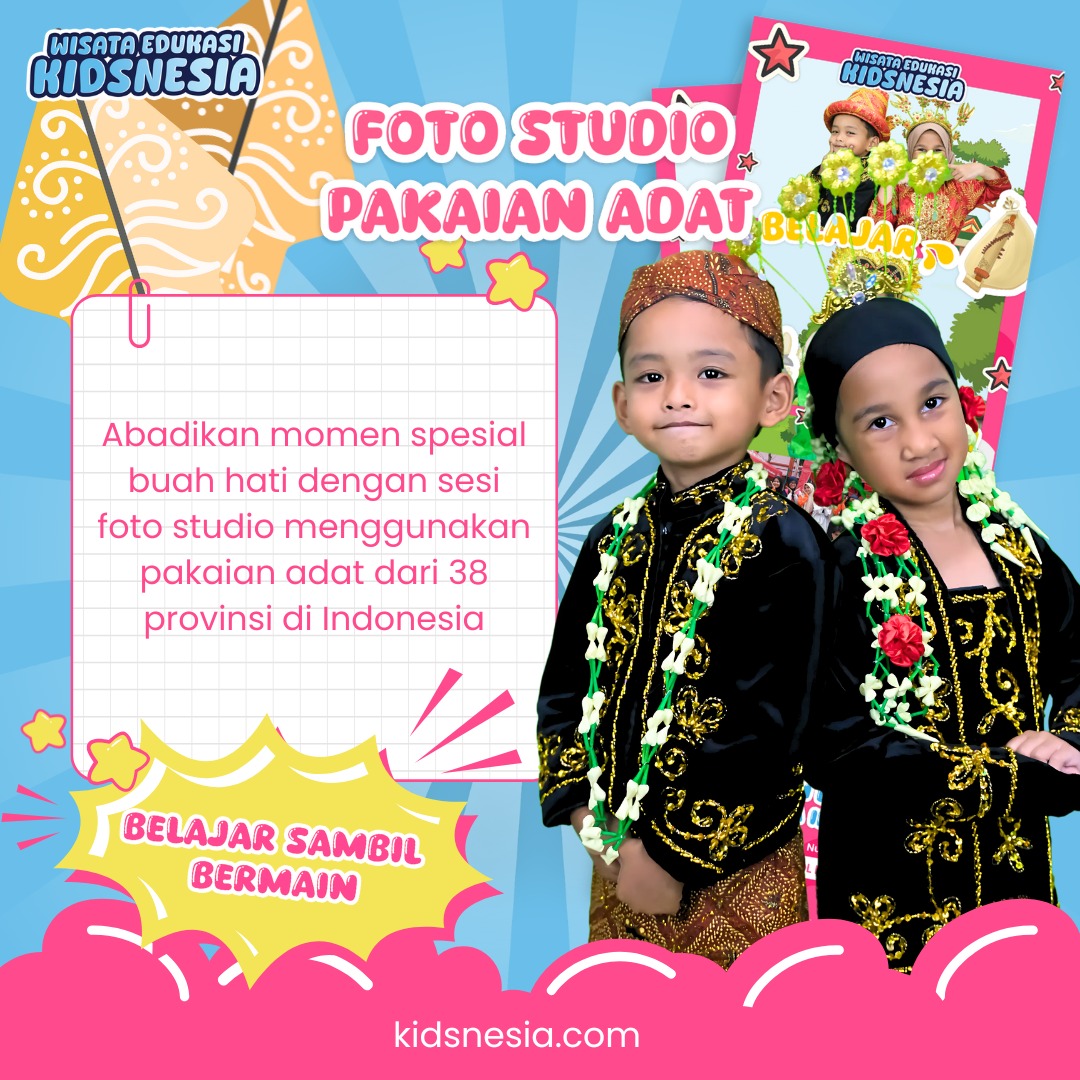 WISATA EDUKASI
KIDSNESIA
FOTO STUDIO
PAKAIAN ADAT
WISATA EDUKASI
KIDSNESIA
BELAJAR
Abadikan momen spesial
buah hati dengan sesi
foto studio menggunakan
pakaian adat dari 38
provinsi di Indonesia
BELAJAR SAMBIL
BERMAIN
kidsnesia.com